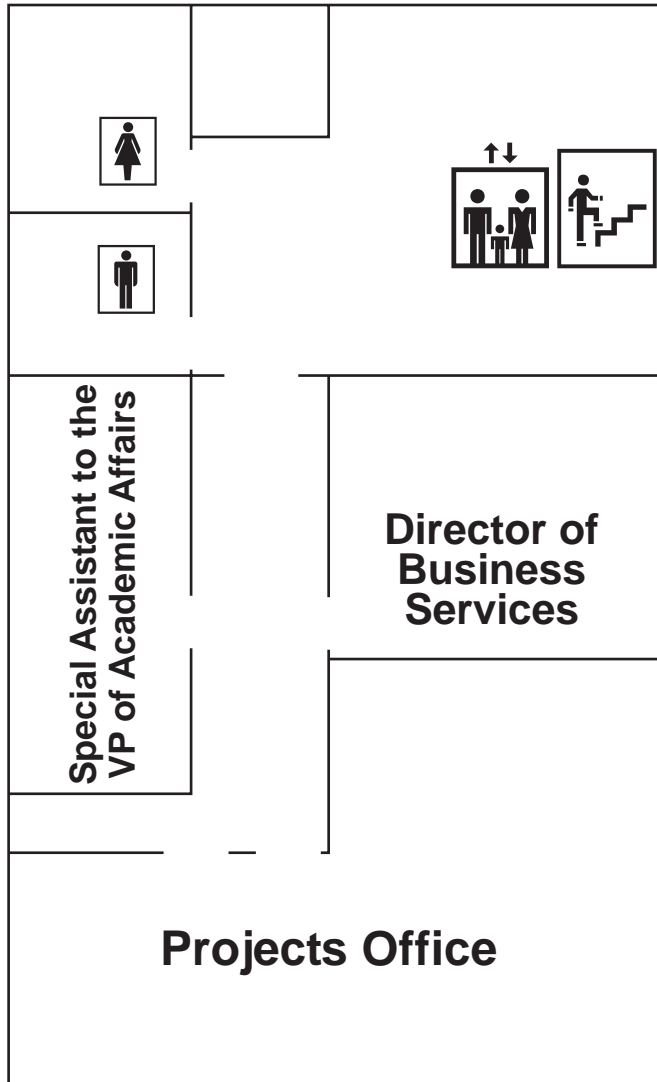 Special Assistant to the
VP of Academic Affairs
Director of
Business
Services
Projects Office